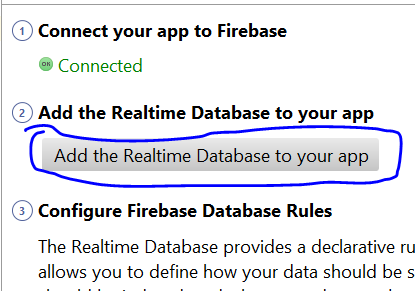 1 Connect your app to Firebase
OK Connected
2 Add the Realtime Database to your app
Add the Realtime Database to your app
3 Configure Firebase Database Rules
The Realtime Database provides a declarative ru
allows you to define how your data should be s